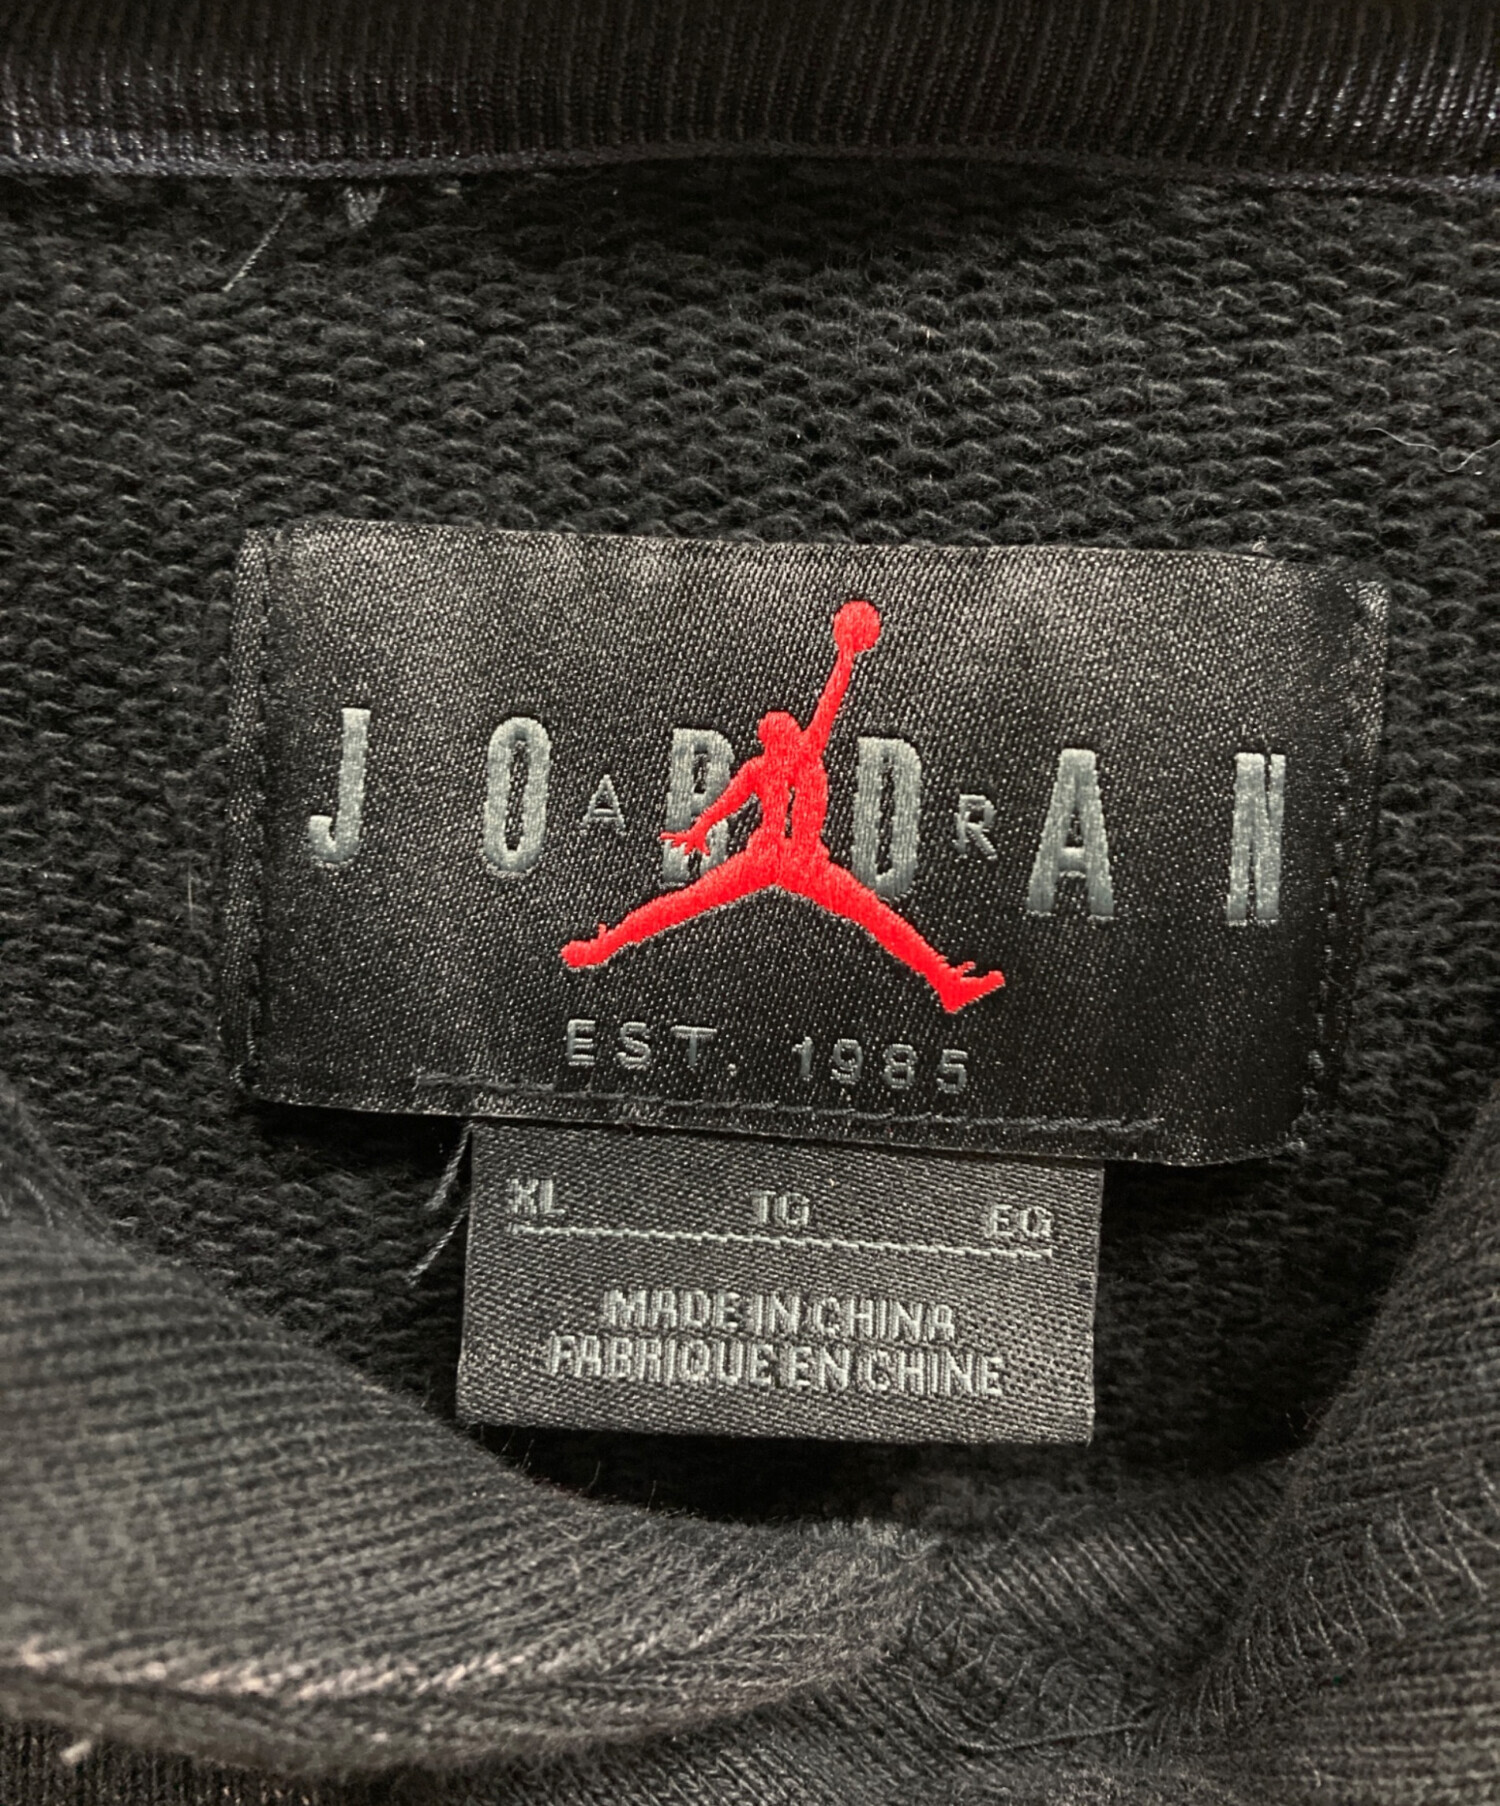 AIR
JORDAN
EST. 1985
XL TG EG
MADE IN CHINA
FABRIQUE EN CHINE